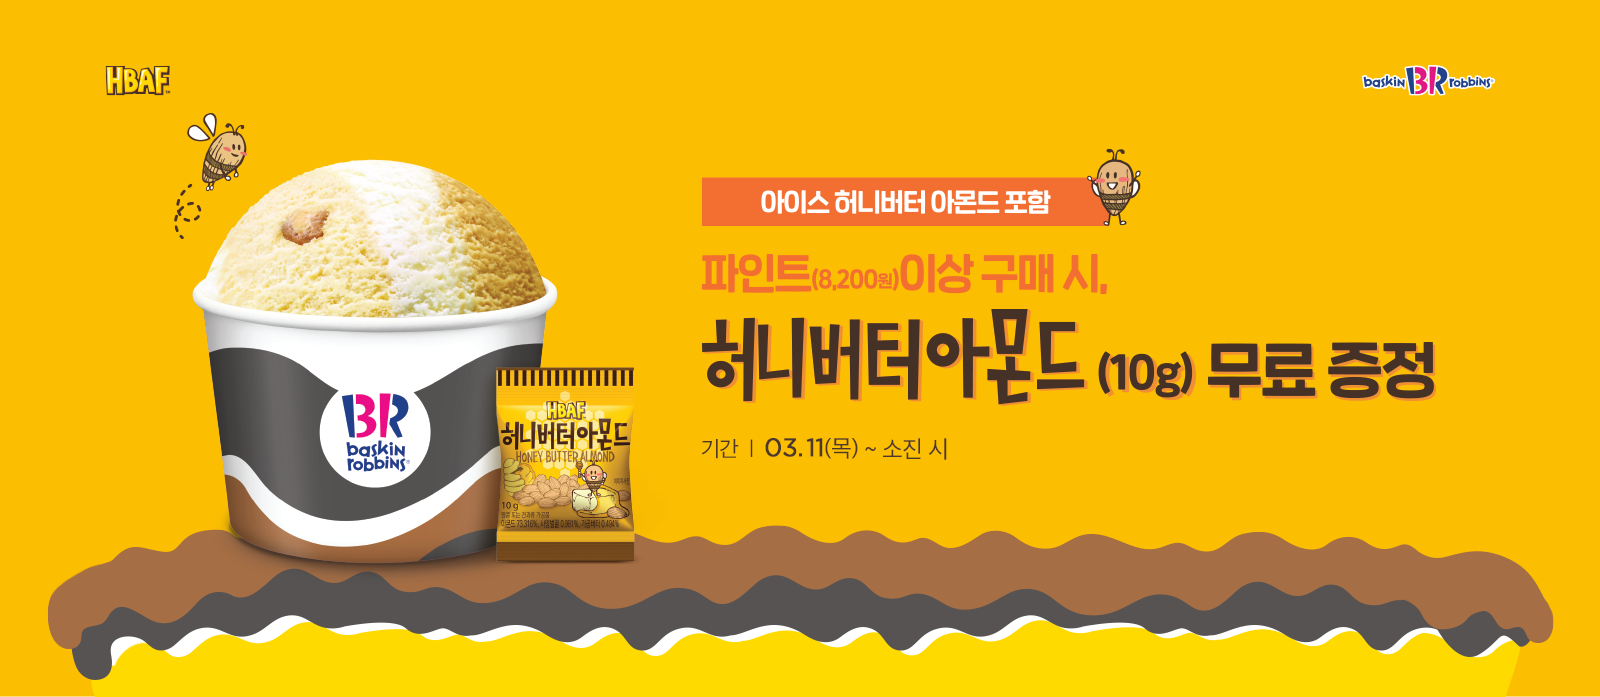 HBAF
baskin BR robbins
아이스 허니버터 아몬드 포함
파인트(8,200원)이상 구매 시,
허니버터아몬드 (10g) 무료 증정
기간 | 03.11(목) ~ 소진 시
BR
baskin
robbins
HBAF
허니버터아몬드
HONEY BUTTER ALMOND
10g